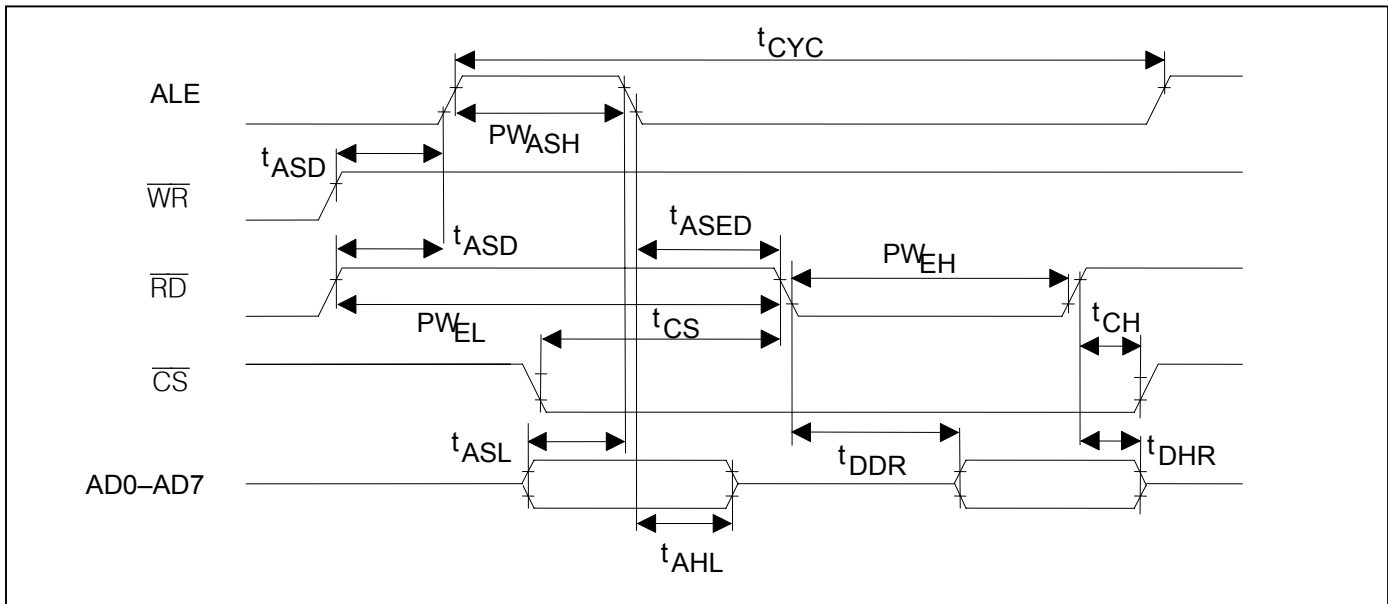 tCYC
ALE
PWASH
tASD
WR
tASED
tASD
PWEH
RD
PWEL
tCS
tCH
CS
tASL
tDDR
tDHR
AD0–AD7
tAHL